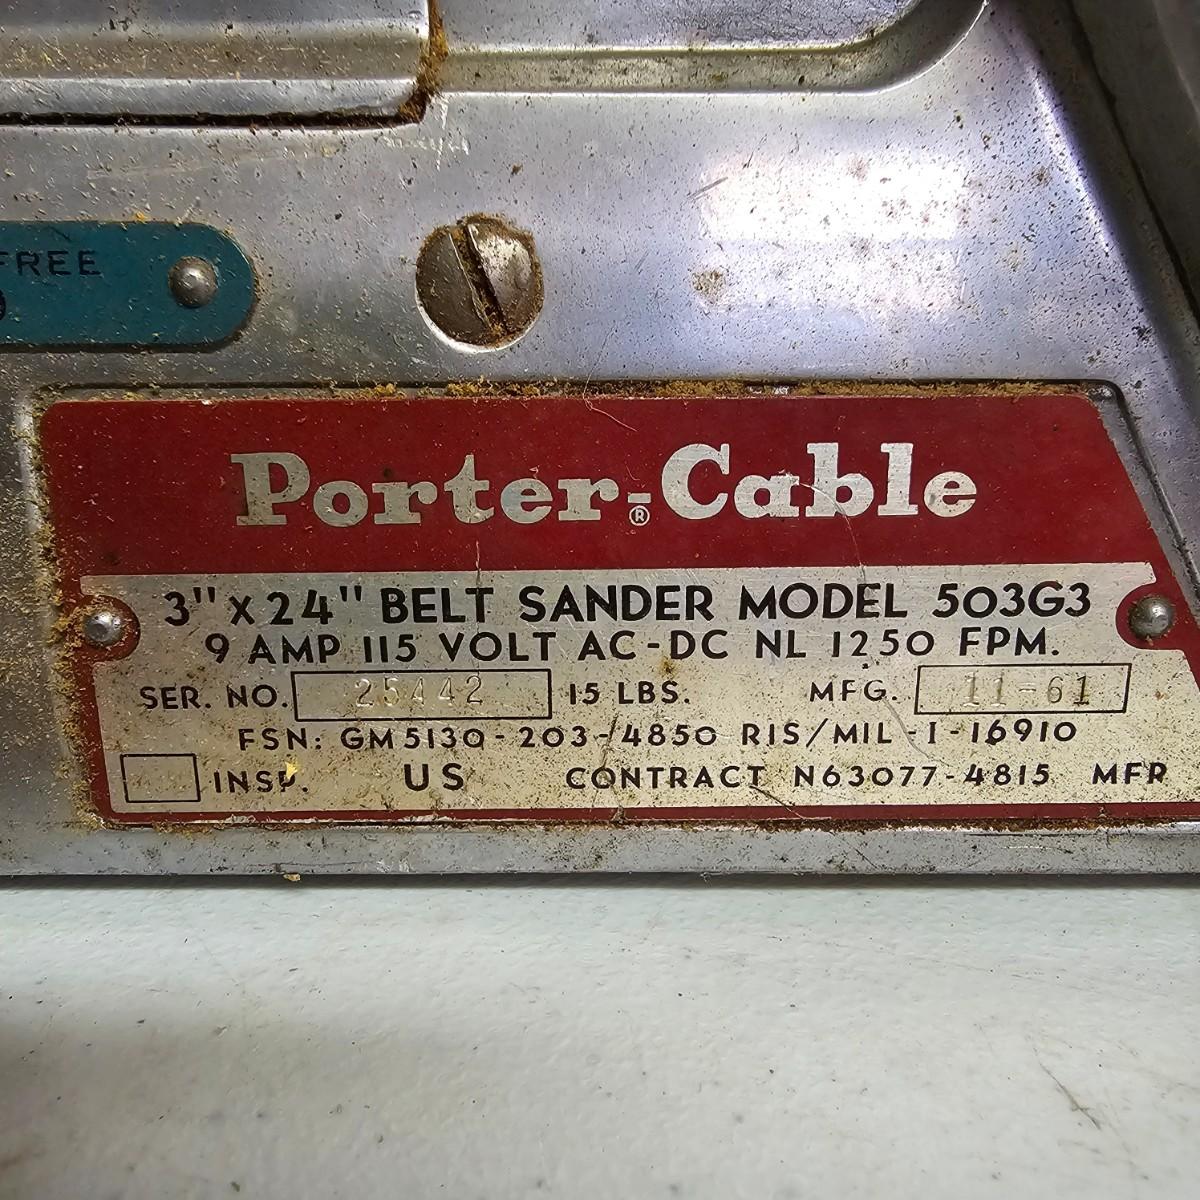 FREE
Porter-Cable
®
3" x 24" BELT SANDER MODEL 503G3
9 AMP 115 VOLT AC-DC NL 1250 FPM.
SER. NO. 25442 15 LBS. MFG. 11-61
FSN: GM5130-203-4850 RIS/MIL-I-16910
INSP. US CONTRACT N63077-4815 MFR